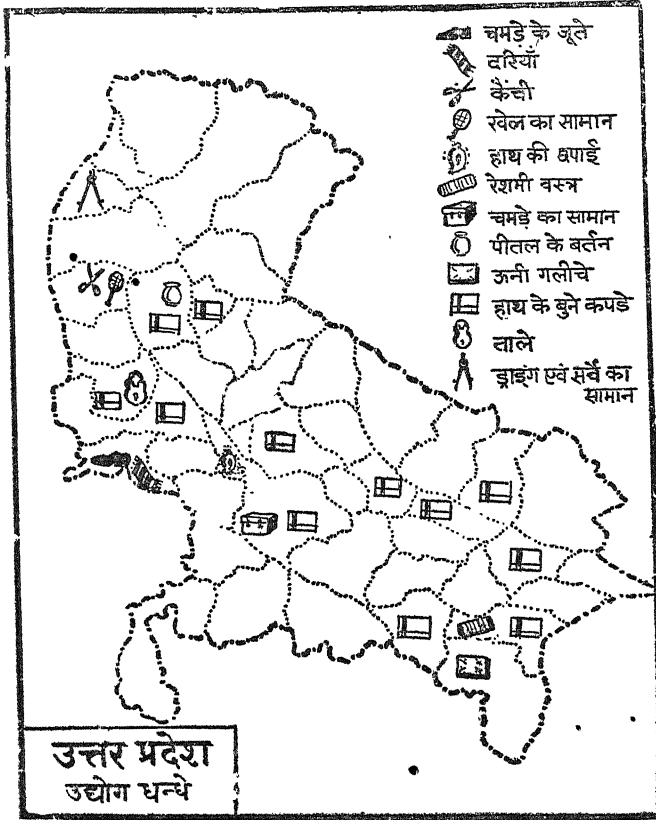 चमड़े के जूते
दरियाँ
कैंची
खेल का सामान
हाथ की छपाई
रेशमी वस्त्र
चमड़े का सामान
पीतल के बर्तन
ऊनी गलीचे
हाथ के बुने कपडे
ताले
ड्राइंग एवं सर्वे का
सामान
उत्तर प्रदेश
उद्योग धन्धे